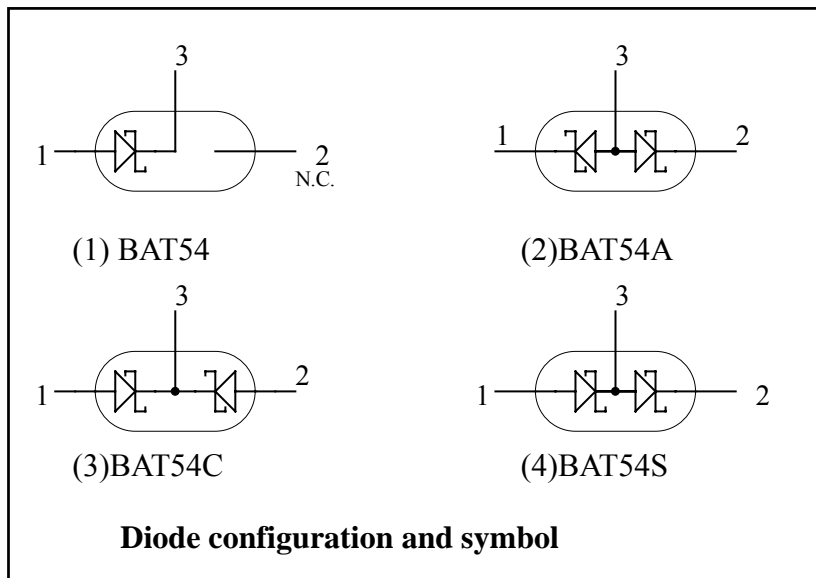 3
1
2
N.C.
(1) BAT54
3
1
2
(2)BAT54A
3
1
2
(3)BAT54C
3
1
2
(4)BAT54S
Diode configuration and symbol